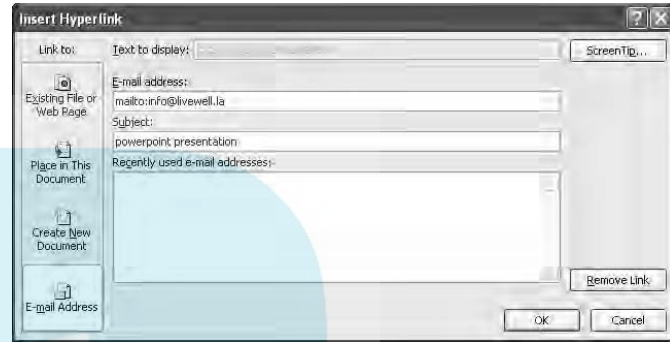 Insert Hyperlink
Link to:
Text to display:
ScreenTip...
Existing File or
Web Page
E-mail address:
mailto:info@livewell.la
Subject:
powerpoint presentation
Place in This
Document
Recently used e-mail addresses:
Create New
Document
E-mail Address
Remove Link
OK
Cancel